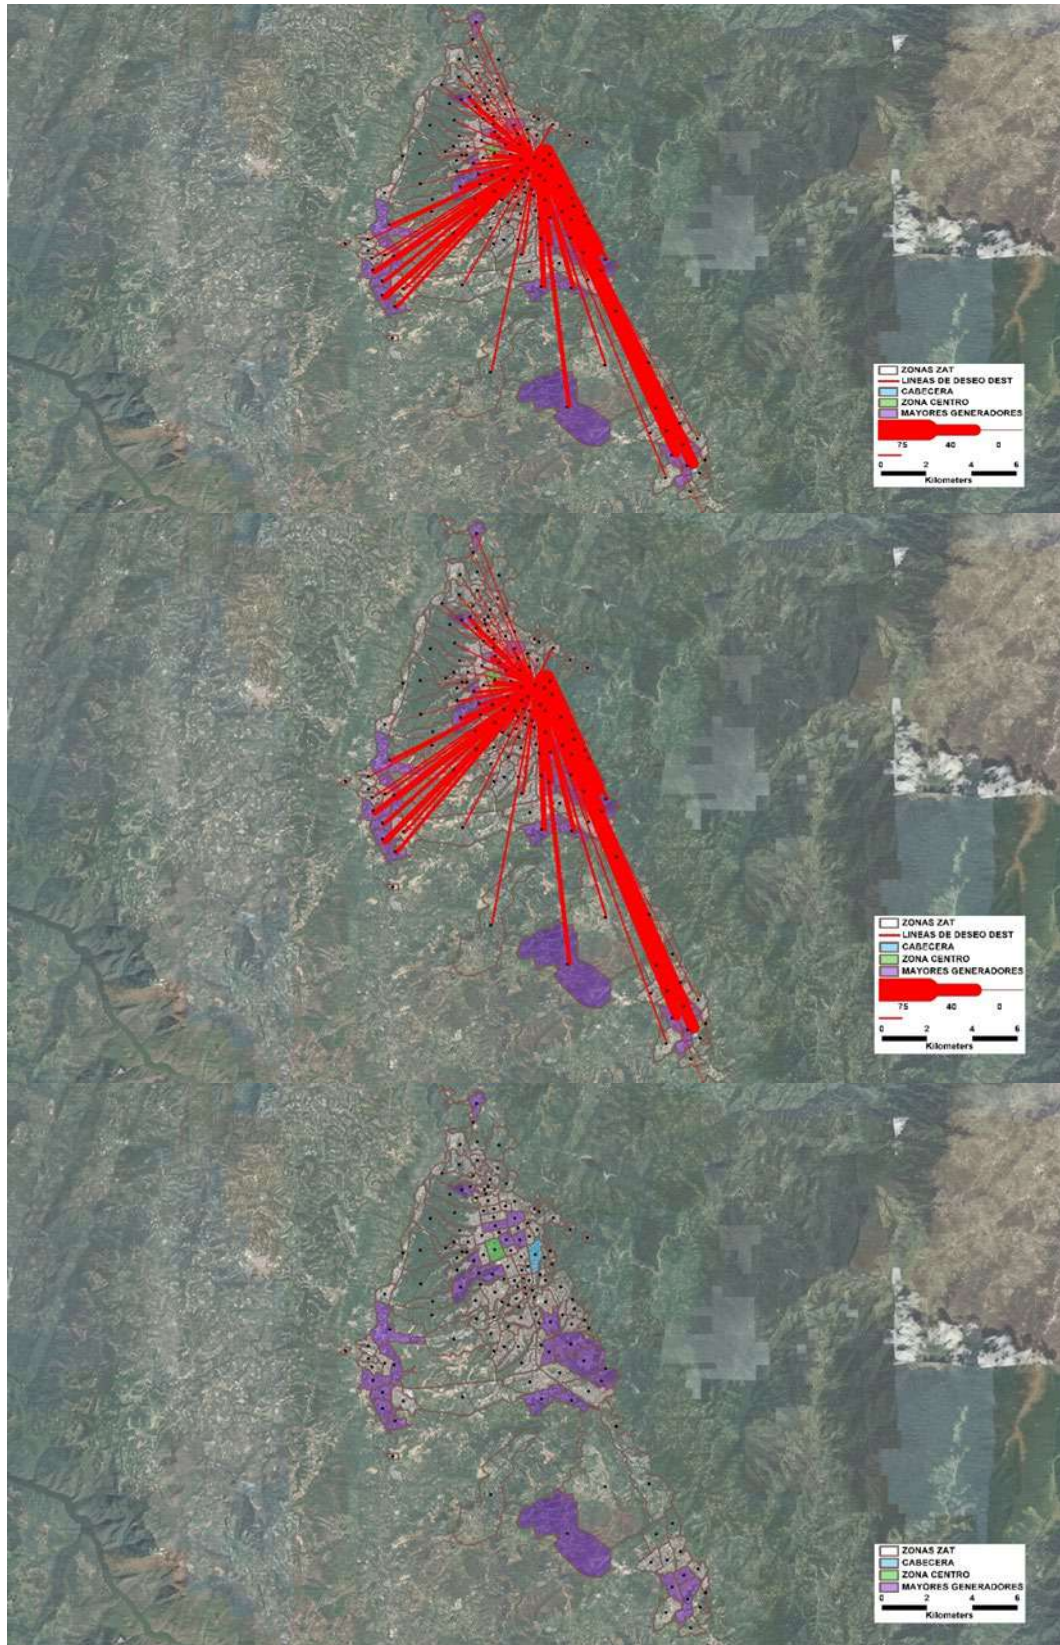 ZONAS ZAT
LINEAS DE DESEO DEST
CABECERA
ZONA CENTRO
MAYORES GENERADORES
75 40 0
0 2 4 6
Kilometers
ZONAS ZAT
LINEAS DE DESEO DEST
CABECERA
ZONA CENTRO
MAYORES GENERADORES
75 40 0
0 2 4 6
Kilometers
ZONAS ZAT
CABECERA
ZONA CENTRO
MAYORES GENERADORES
0 2 4 6
Kilometers